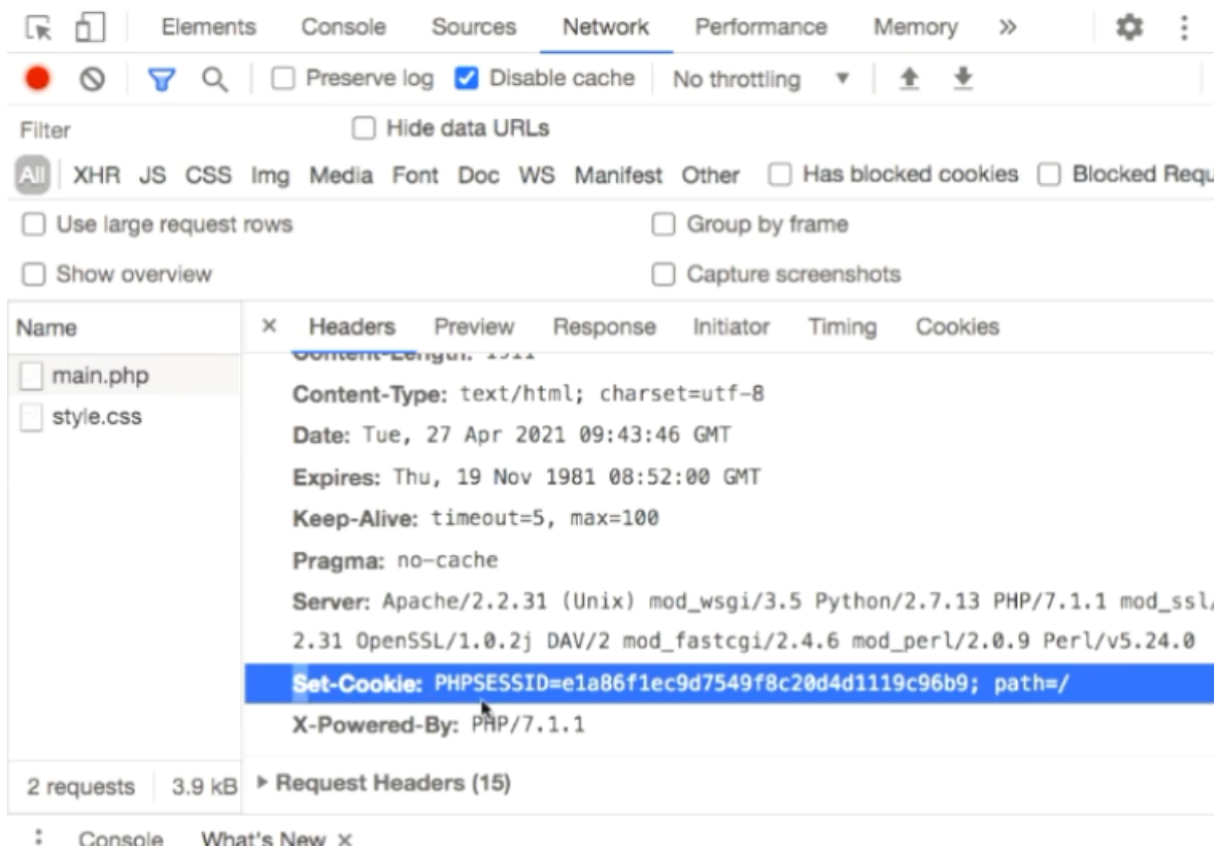 Elements Console Sources Network Performance Memory »
Preserve log Disable cache No throttling ▼
Filter Hide data URLs
All XHR JS CSS Img Media Font Doc WS Manifest Other Has blocked cookies Blocked Requ
Use large request rows Group by frame
Show overview Capture screenshots
Name × Headers Preview Response Initiator Timing Cookies
main.php
style.css
Content-Length: 1911
Content-Type: text/html; charset=utf-8
Date: Tue, 27 Apr 2021 09:43:46 GMT
Expires: Thu, 19 Nov 1981 08:52:00 GMT
Keep-Alive: timeout=5, max=100
Pragma: no-cache
Server: Apache/2.2.31 (Unix) mod_wsgi/3.5 Python/2.7.13 PHP/7.1.1 mod_ssl/
2.31 OpenSSL/1.0.2j DAV/2 mod_fastcgi/2.4.6 mod_perl/2.0.9 Perl/v5.24.0
Set-Cookie: PHPSESSID=e1a86f1ec9d7549f8c20d4d1119c96b9; path=/
X-Powered-By: PHP/7.1.1
2 requests 3.9 kB ▶ Request Headers (15)
Console What's New ×